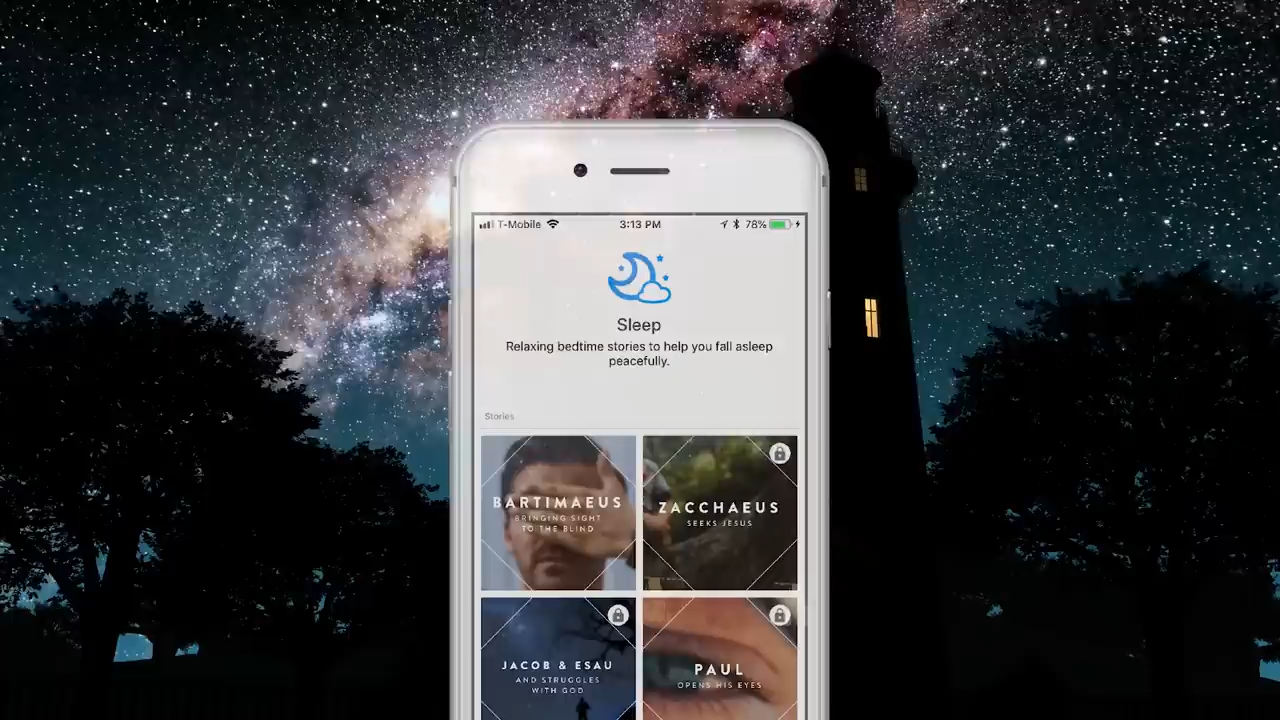 T-Mobile 3:13 PM 78%
Sleep
Relaxing bedtime stories to help you fall asleep
peacefully.
Stories
BARTIMAEUS
BRINGING SIGHT
TO THE BLIND
ZACCHAEUS
SEEKS JESUS
JACOB & ESAU
AND STRUGGLES
WITH GOD
PAUL
OPENS HIS EYES